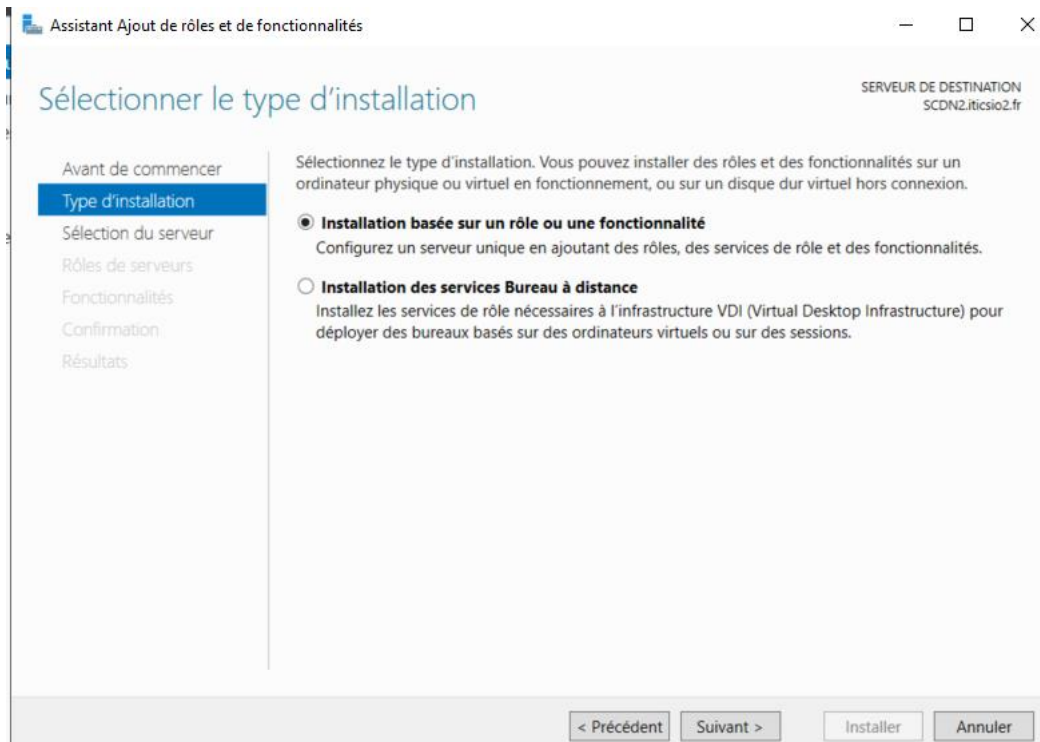 Assistant Ajout de rôles et de fonctionnalités
Sélectionner le type d'installation
SERVEUR DE DESTINATION
SCDN2.iticsio2.fr
Avant de commencer
Type d'installation
Sélection du serveur
Rôles de serveurs
Fonctionnalités
Confirmation
Résultats
Sélectionnez le type d'installation. Vous pouvez installer des rôles et des fonctionnalités sur un
ordinateur physique ou virtuel en fonctionnement, ou sur un disque dur virtuel hors connexion.
Installation basée sur un rôle ou une fonctionnalité
Configurez un serveur unique en ajoutant des rôles, des services de rôle et des fonctionnalités.
Installation des services Bureau à distance
Installez les services de rôle nécessaires à l'infrastructure VDI (Virtual Desktop Infrastructure) pour
déployer des bureaux basés sur des ordinateurs virtuels ou sur des sessions.
< Précédent Suivant > Installer Annuler